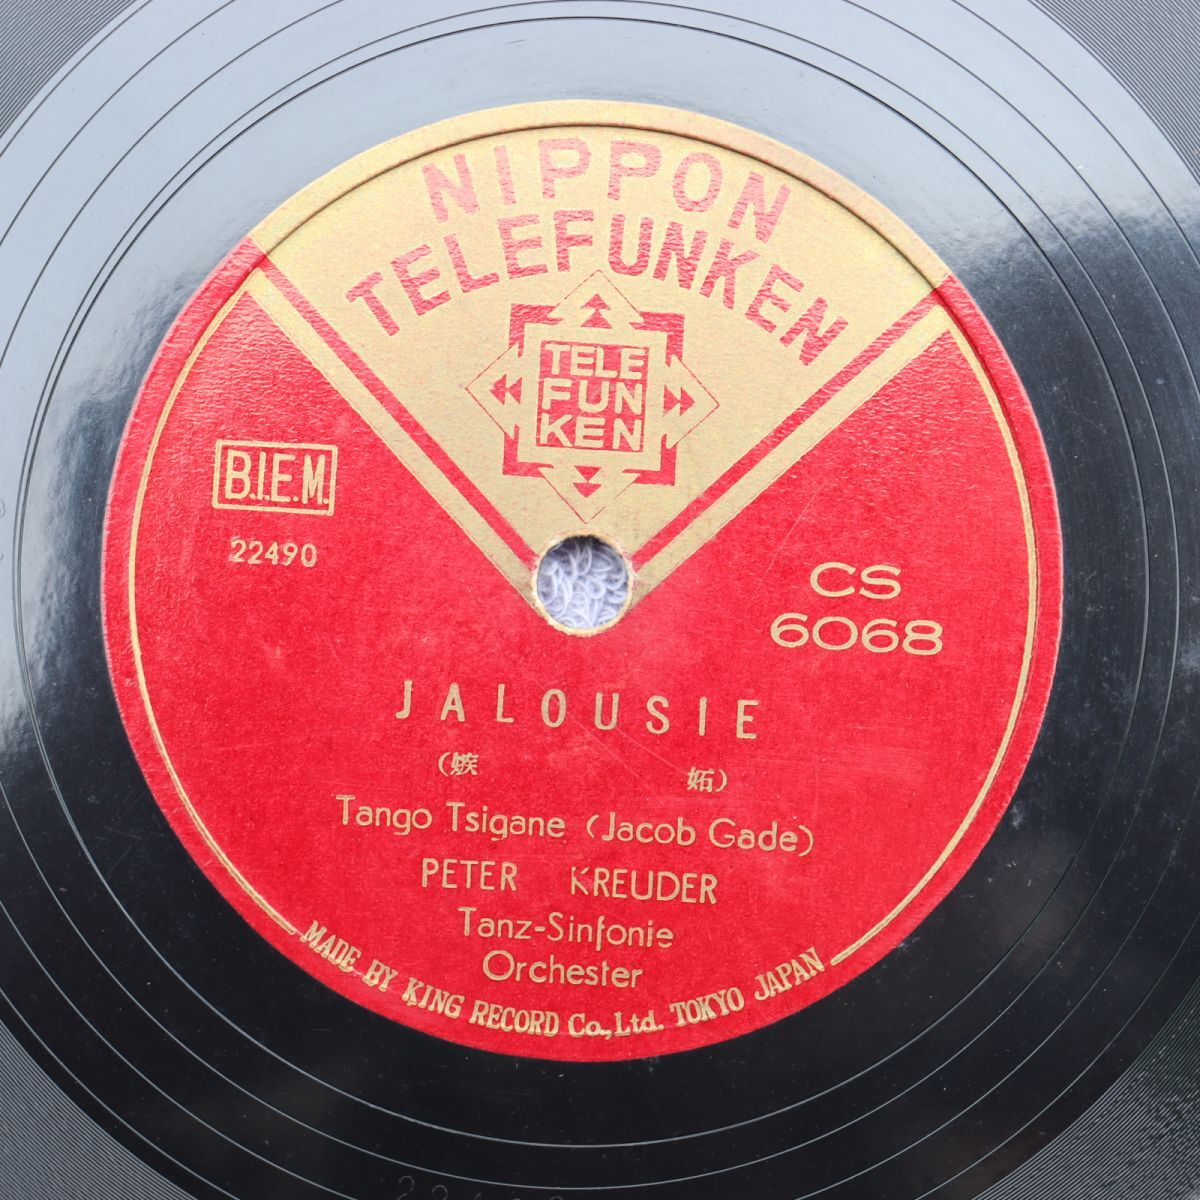 NIPPON
TELEFUNKEN
TELE
FUN
KEN
B.I.E.M.
22490
CS
6068
JALOUSIE
(嫉 妬)
Tango Tsigane (Jacob Gade)
PETER KREUDER
Tanz-Sinfonie
Orchester
MADE BY KING RECORD Co.,Ltd. TOKYO JAPAN